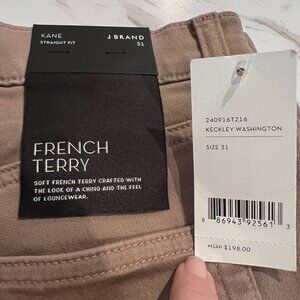 KANE
STRAIGHT FIT
J BRAND
31
FRENCH
TERRY
SOFT FRENCH TERRY CRAFTED WITH
THE LOOK OF A CHINO AND THE FEEL
OF LOUNGEWEAR.
240916T216
KECKLEY WASHINGTON
SIZE 31
8 86943 92561 3
MSRP $198.00